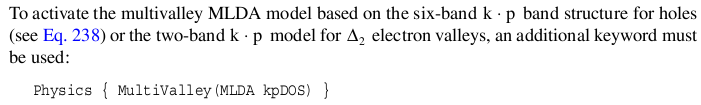 To activate the multivalley MLDA model based on the six-band k · p band structure for holes
(see Eq. 238) or the two-band k · p model for Δ₂ electron valleys, an additional keyword must
be used:
Physics { MultiValley(MLDA kpDOS) }